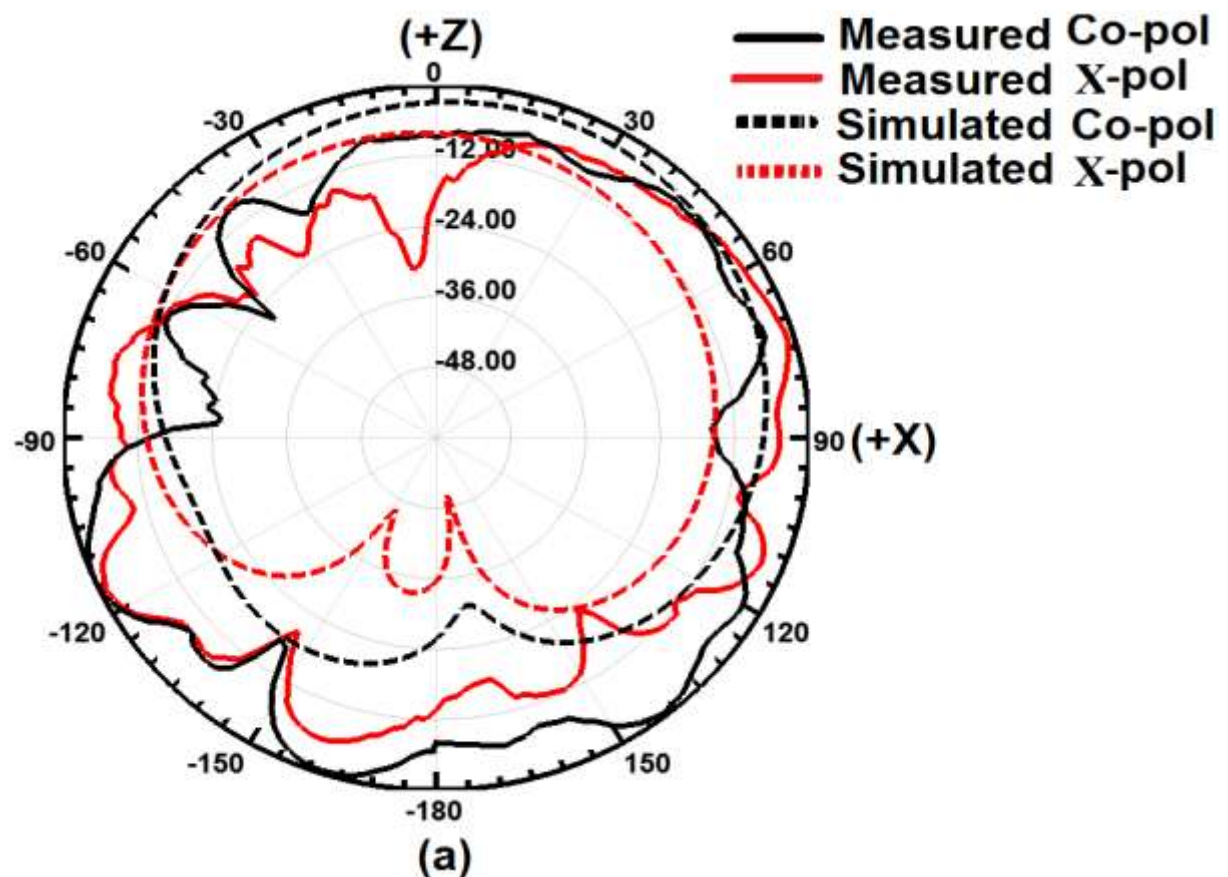 (+Z)
Measured Co-pol
Measured X-pol
Simulated Co-pol
Simulated X-pol
0
-30
30
-12.00
-24.00
-60
60
-36.00
-48.00
-90
90 (+X)
-120
120
-150
150
-180
(a)